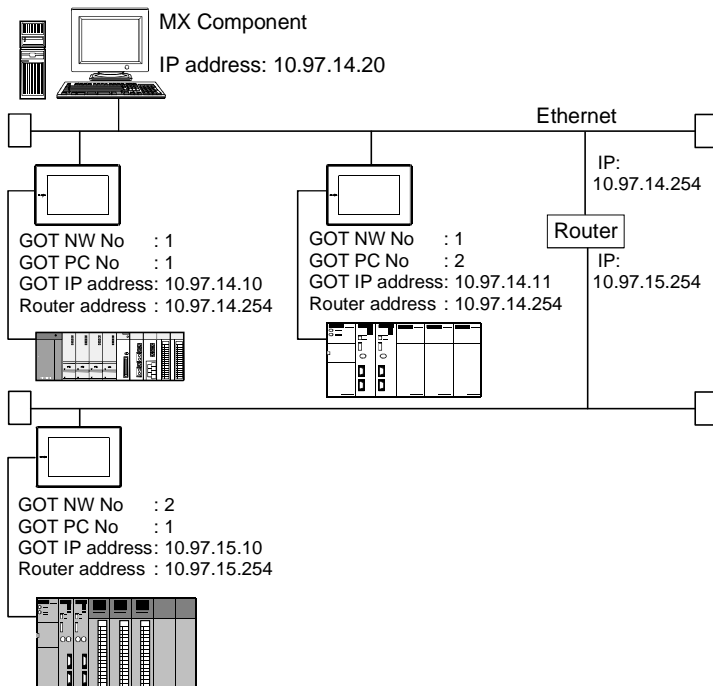 MX Component
IP address: 10.97.14.20
Ethernet
IP:
10.97.14.254
Router
IP:
10.97.15.254
GOT NW No : 1
GOT PC No : 1
GOT IP address: 10.97.14.10
Router address : 10.97.14.254
GOT NW No : 1
GOT PC No : 2
GOT IP address: 10.97.14.11
Router address : 10.97.14.254
GOT NW No : 2
GOT PC No : 1
GOT IP address: 10.97.15.10
Router address : 10.97.15.254